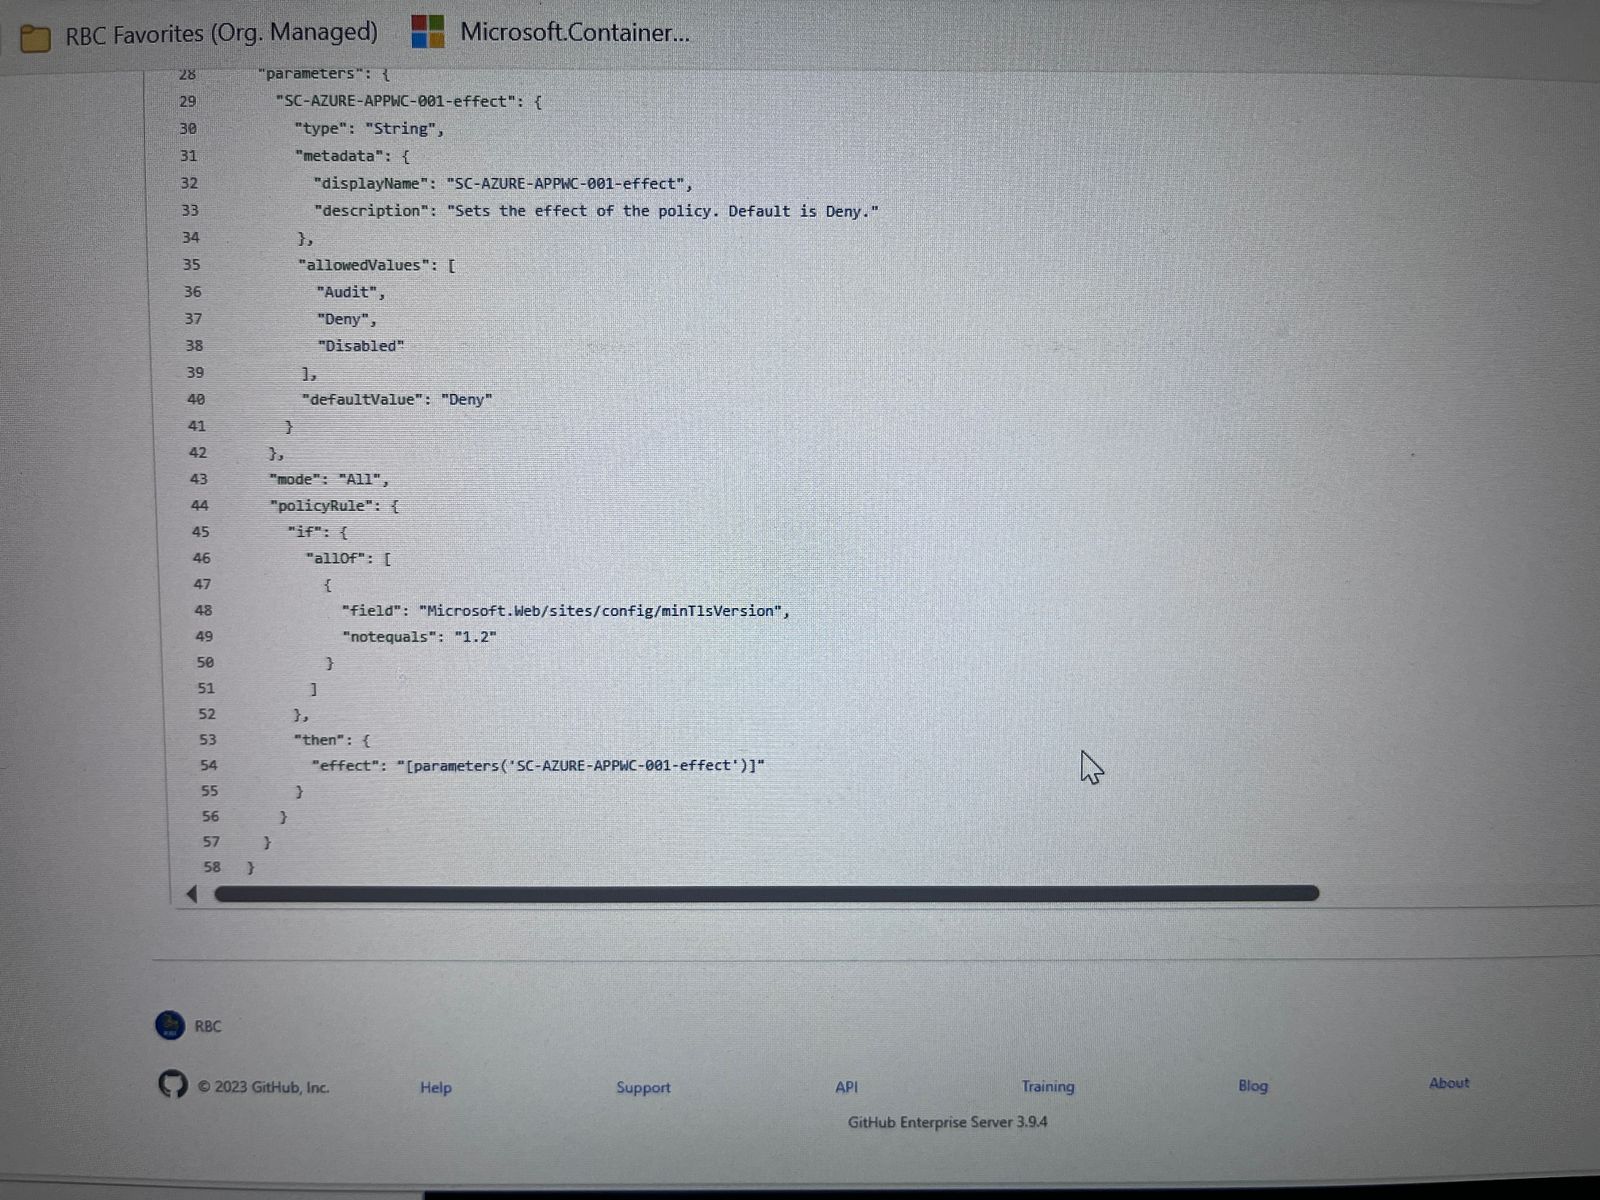 RBC Favorites (Org. Managed) Microsoft.Container...
28 "parameters": {
29 "SC-AZURE-APPWC-001-effect": {
30 "type": "String",
31 "metadata": {
32 "displayName": "SC-AZURE-APPWC-001-effect",
33 "description": "Sets the effect of the policy. Default is Deny."
34 },
35 "allowedValues": [
36 "Audit",
37 "Deny",
38 "Disabled"
39 ],
40 "defaultValue": "Deny"
41 }
42 },
43 "mode": "All",
44 "policyRule": {
45 "if": {
46 "allOf": [
47 {
48 "field": "Microsoft.Web/sites/config/minTlsVersion",
49 "notequals": "1.2"
50 }
51 ]
52 },
53 "then": {
54 "effect": "[parameters('SC-AZURE-APPWC-001-effect')]"
55 }
56 }
57 }
58 }
RBC
© 2023 GitHub, Inc. Help Support API Training Blog About
GitHub Enterprise Server 3.9.4